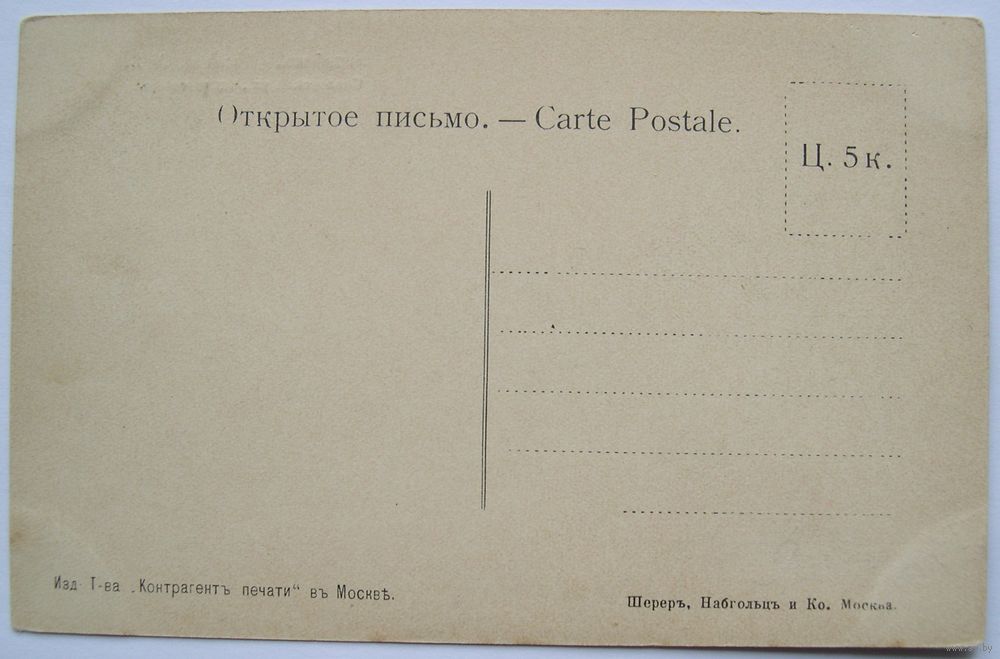 Открытое письмо. — Carte Postale.
Ц. 5 к.
Изд. Т-ва „Контрагентъ печати“ въ Москвѣ.
Шереръ, Набгольцъ и Ко. Москва.